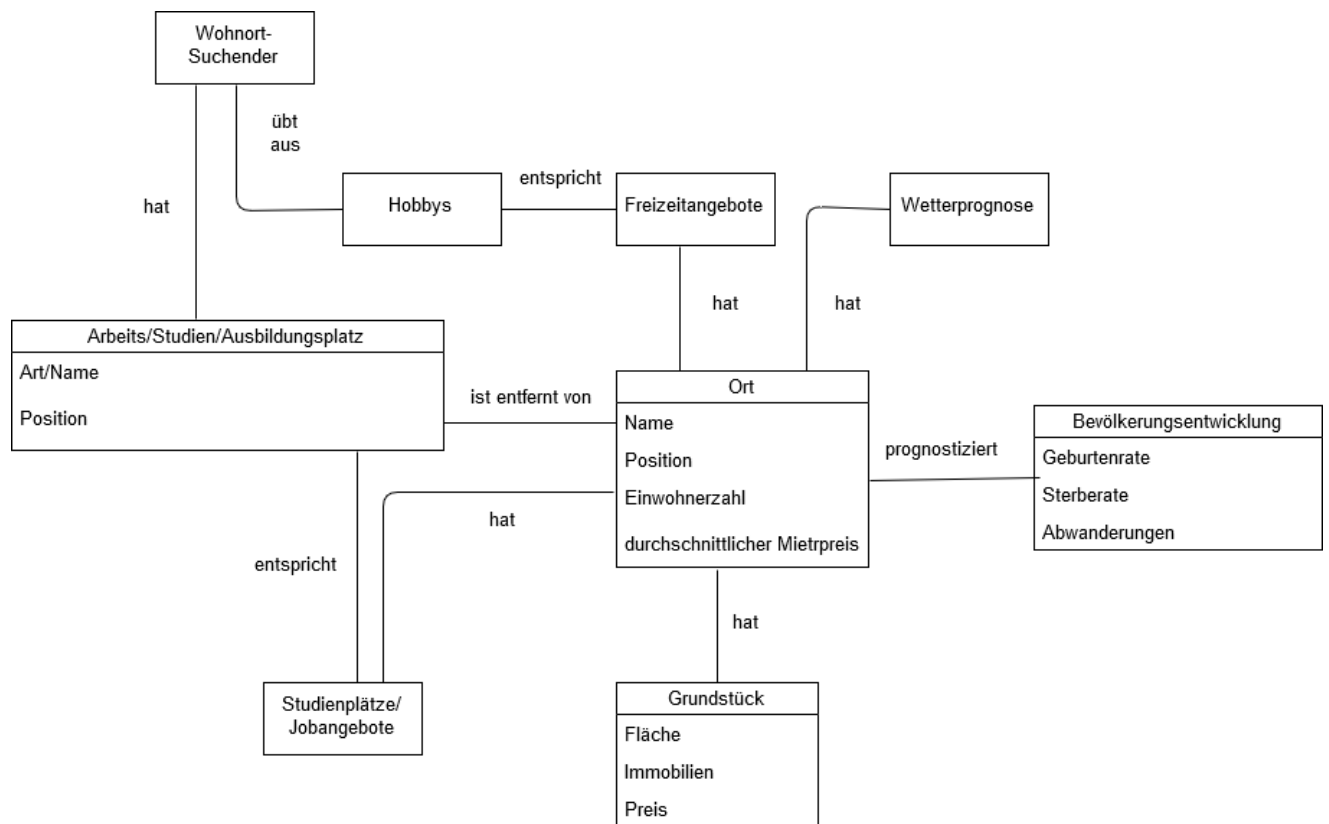 Wohnort-
Suchender
übt
aus
hat
Hobbys
entspricht
Freizeitangebote
Wetterprognose
hat
hat
Arbeits/Studien/Ausbildungsplatz
Art/Name
Position
ist entfernt von
Ort
Name
Position
Einwohnerzahl
durchschnittlicher Mietrpreis
prognostiziert
Bevölkerungsentwicklung
Geburtenrate
Sterberate
Abwanderungen
hat
entspricht
hat
Studienplätze/
Jobangebote
Grundstück
Fläche
Immobilien
Preis